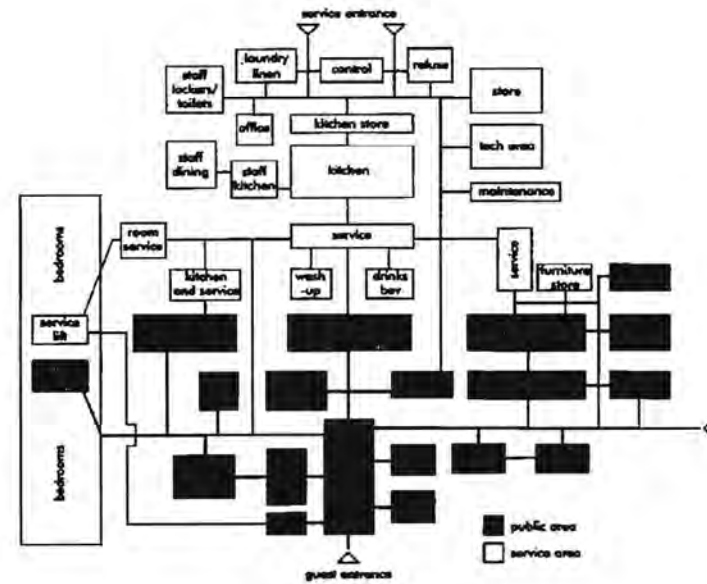 service entrance
laundry
linen
control
refuse
staff
lockers/
toilets
store
office
kitchen store
tech area
staff
dining
staff
kitchen
kitchen
maintenance
bedrooms
room
service
service
service
kitchen
and service
wash
-up
drinks
bev
furniture
store
service
lift
bedrooms
public area
service area
guest entrance